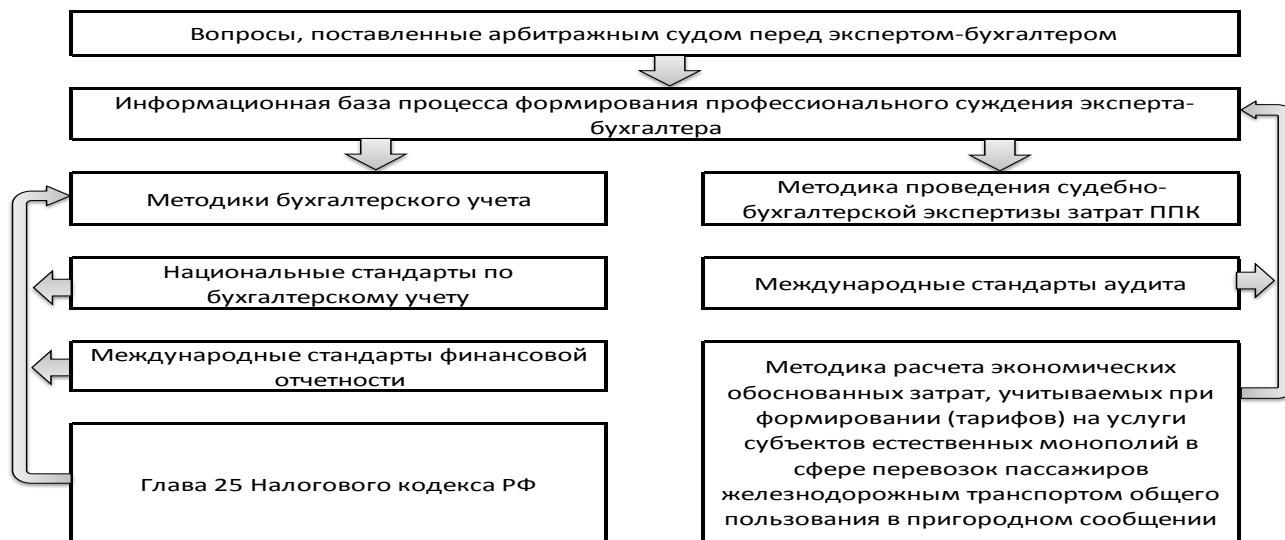 Вопросы, поставленные арбитражным судом перед экспертом-бухгалтером
Информационная база процесса формирования профессионального суждения эксперта-
бухгалтера
Методики бухгалтерского учета
Методика проведения судебно-
бухгалтерской экспертизы затрат ППК
Национальные стандарты по
бухгалтерскому учету
Международные стандарты аудита
Международные стандарты финансовой
отчетности
Методика расчета экономических
обоснованных затрат, учитываемых при
формировании (тарифов) на услуги
субъектов естественных монополий в
сфере перевозок пассажиров
железнодорожным транспортом общего
пользования в пригородном сообщении
Глава 25 Налогового кодекса РФ